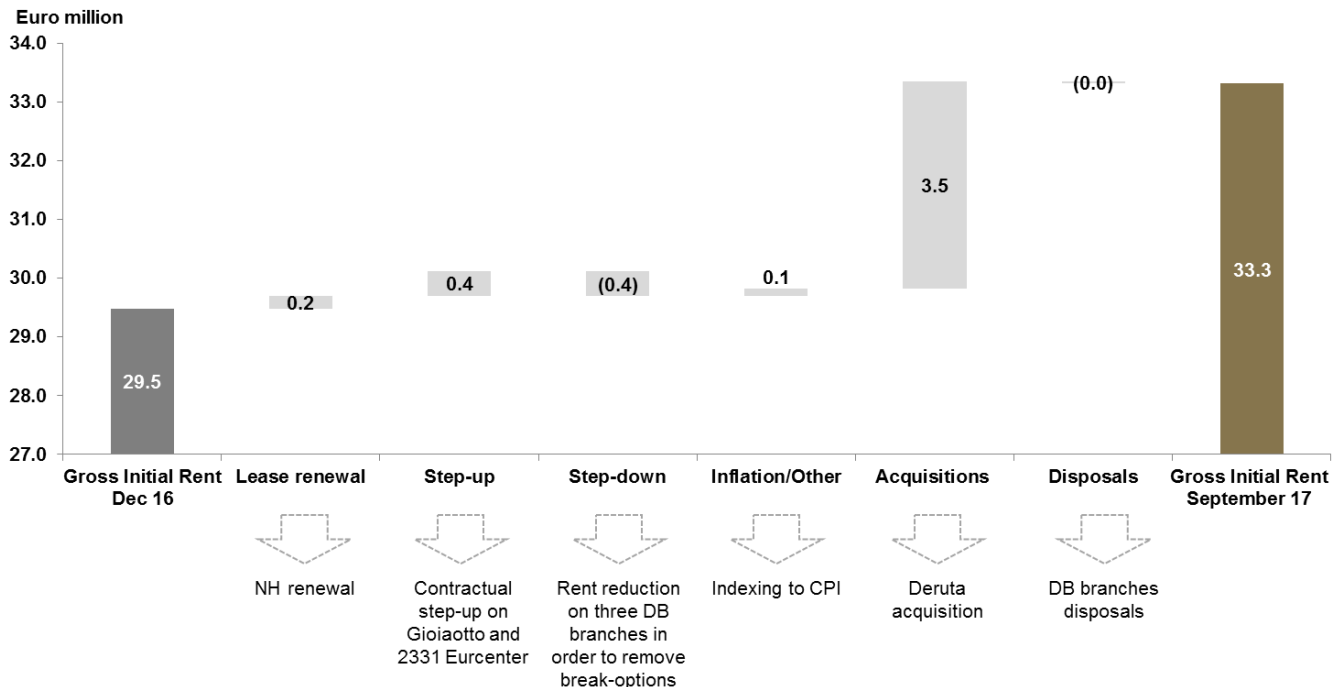 Euro million
34.0
33.0
32.0
31.0
30.0
29.0
28.0
27.0
29.5
0.2
0.4
(0.4)
0.1
3.5
(0.0)
33.3
Gross Initial Rent
Dec 16
Lease renewal
Step-up
Step-down
Inflation/Other
Acquisitions
Disposals
Gross Initial Rent
September 17
NH renewal
Contractual
step-up on
Gioiaotto and
2331 Eurcenter
Rent reduction
on three DB
branches in
order to remove
break-options
Indexing to CPI
Deruta
acquisition
DB branches
disposals